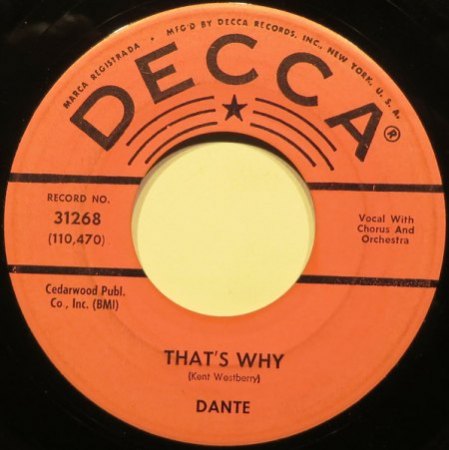 MARCA REGISTRADA • MF'G'D BY DECCA RECORDS, INC., NEW YORK, U. S. A.
DECCA®
RECORD NO.
31268
(110,470)
Vocal With
Chorus And
Orchestra
Cedarwood Publ.
Co., Inc. (BMI)
THAT'S WHY
(Kent Westberry)
DANTE